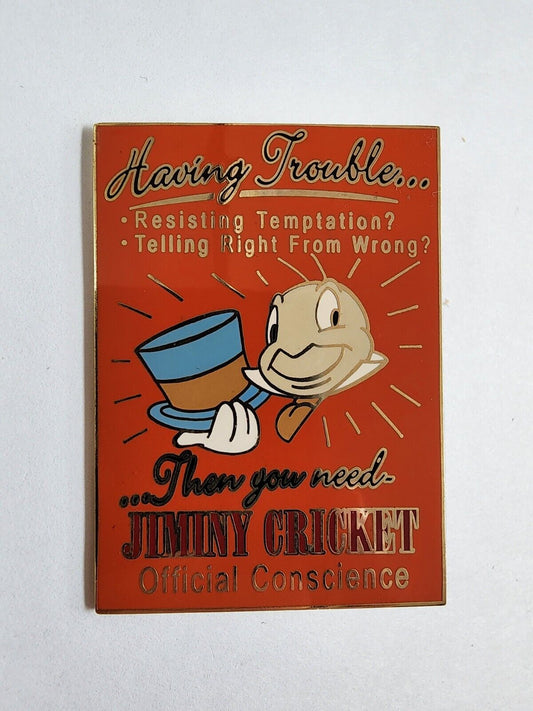 Having Trouble...
• Resisting Temptation?
• Telling Right From Wrong?
...Then you need-
JIMINY CRICKET
Official Conscience